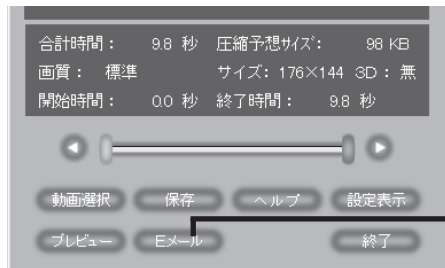 合計時間： 9.8 秒 圧縮予想ｻｲｽﾞ： 98 KB
画質： 標準 サイズ： 176×144 3D： 無
開始時間： 0.0 秒 終了時間： 9.8 秒
動画選択 保存 ヘルプ 設定表示
プレビュー Eメール 終了